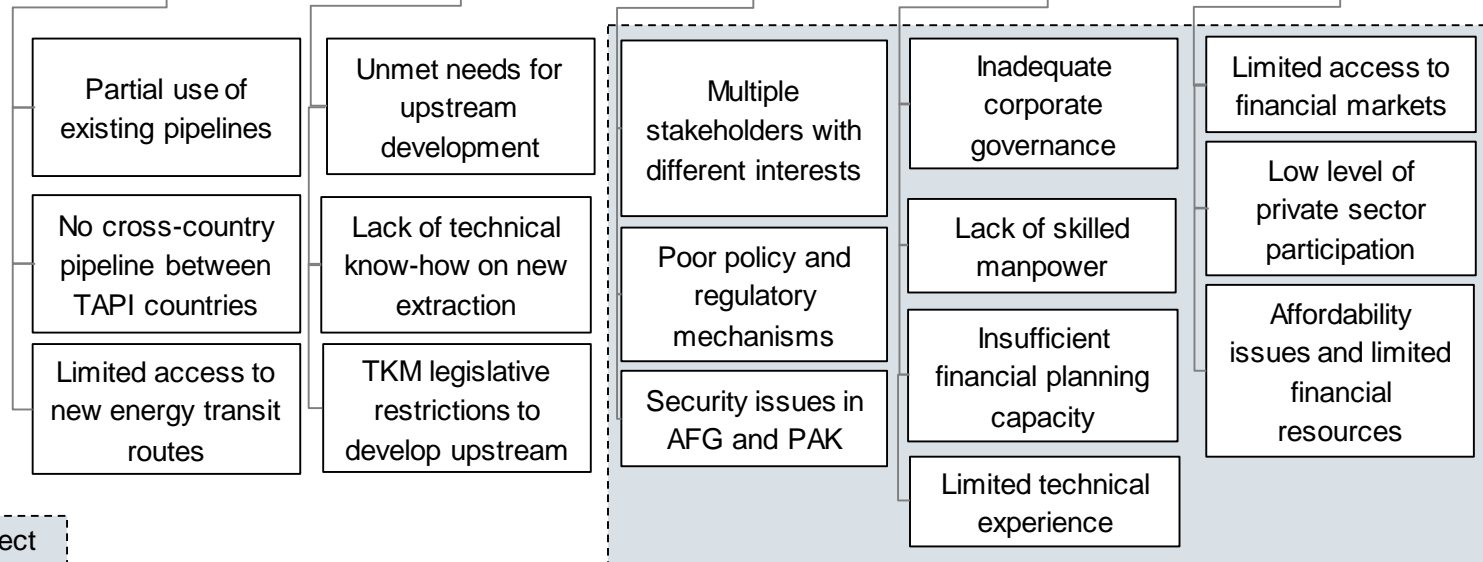 Partial use of
existing pipelines
No cross-country
pipeline between
TAPI countries
Limited access to
new energy transit
routes
Unmet needs for
upstream
development
Lack of technical
know-how on new
extraction
TKM legislative
restrictions to
develop upstream
Multiple
stakeholders with
different interests
Poor policy and
regulatory
mechanisms
Security issues in
AFG and PAK
Inadequate
corporate
governance
Lack of skilled
manpower
Insufficient
financial planning
capacity
Limited technical
experience
Limited access to
financial markets
Low level of
private sector
participation
Affordability
issues and limited
financial
resources
ect